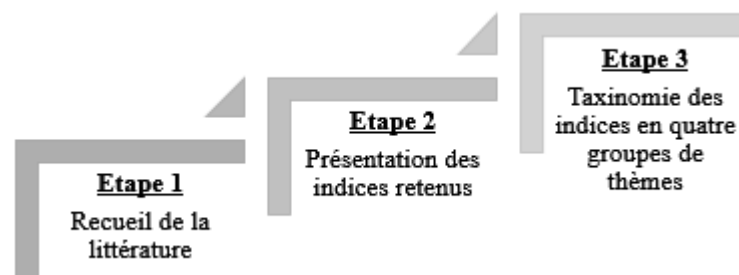 Etape 1
Recueil de la
littérature
Etape 2
Présentation des
indices retenus
Etape 3
Taxinomie des
indices en quatre
groupes de
thèmes